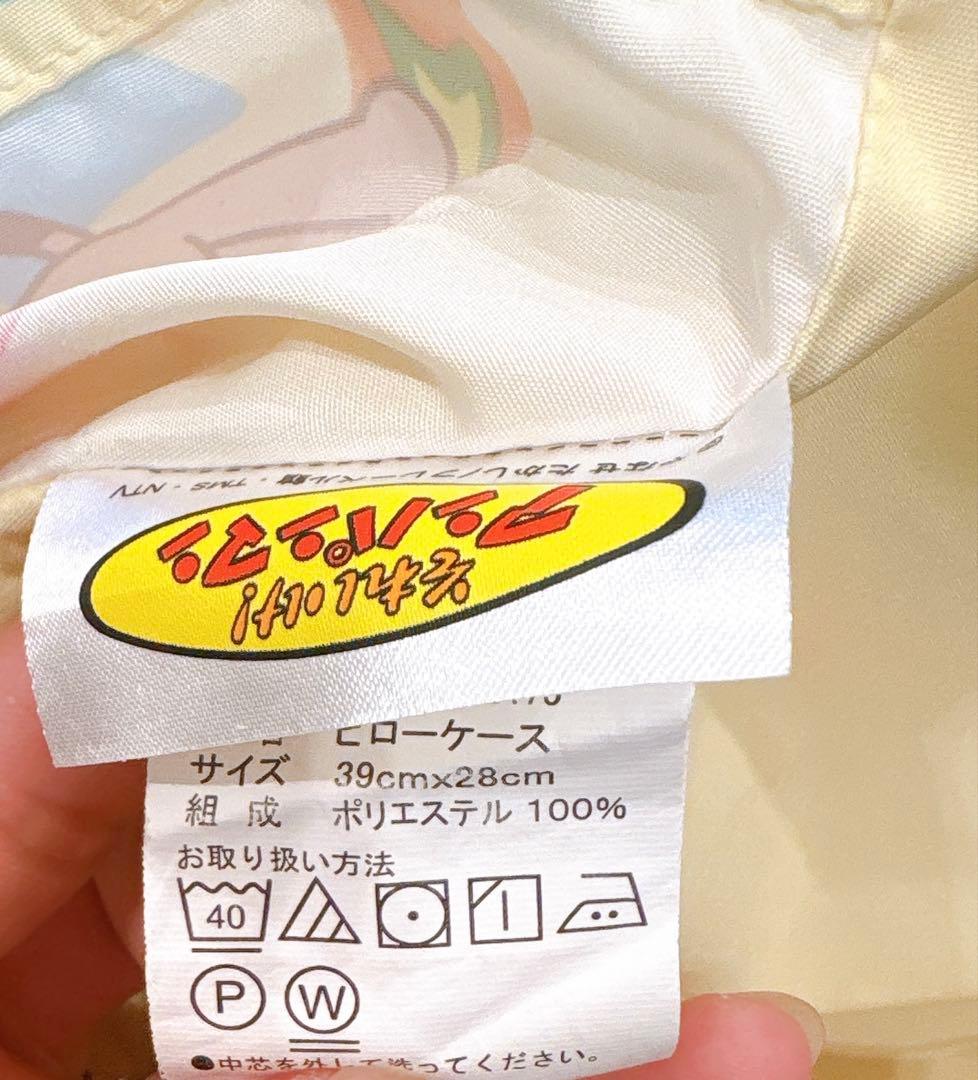 やなせたかし/フレーベル館・TMS・NTV
それいけ!
アンパンマン
ピローケース
サイズ 39cmx28cm
組成 ポリエステル 100%
お取り扱い方法
40
P W
●中芯を外して洗ってください。